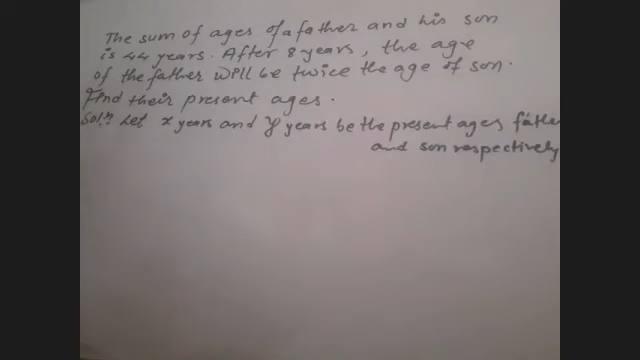 The sum of ages of a father and his son
is 44 years. After 8 years, the age
of the father will be twice the age of son.
Find their present ages.
Solⁿ. Let x years and y years be the present ages fathe
and son respectively